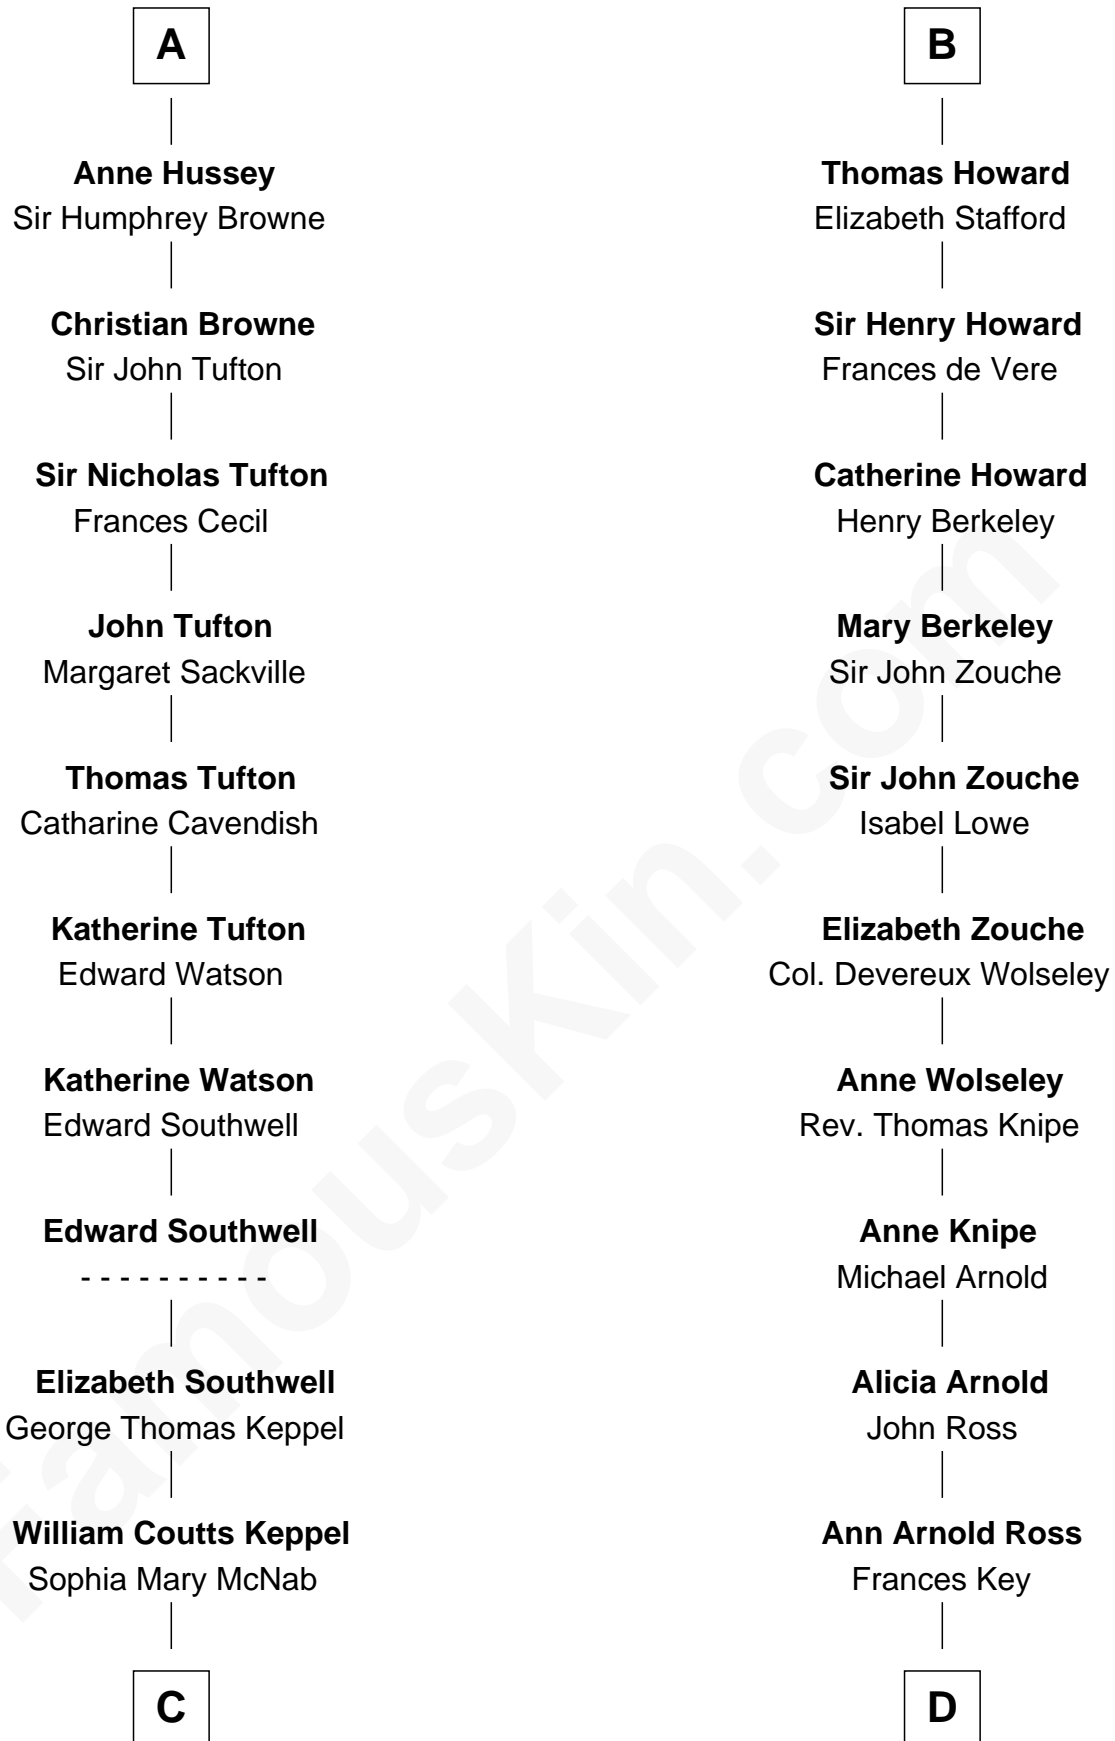 A
Anne Hussey
Sir Humphrey Browne
Christian Browne
Sir John Tufton
Sir Nicholas Tufton
Frances Cecil
John Tufton
Margaret Sackville
Thomas Tufton
Catharine Cavendish
Katherine Tufton
Edward Watson
Katherine Watson
Edward Southwell
Edward Southwell
- - - - - - - - - -
Elizabeth Southwell
George Thomas Keppel
William Coutts Keppel
Sophia Mary McNab
C
B
Thomas Howard
Elizabeth Stafford
Sir Henry Howard
Frances de Vere
Catherine Howard
Henry Berkeley
Mary Berkeley
Sir John Zouche
Sir John Zouche
Isabel Lowe
Elizabeth Zouche
Col. Devereux Wolseley
Anne Wolseley
Rev. Thomas Knipe
Anne Knipe
Michael Arnold
Alicia Arnold
John Ross
Ann Arnold Ross
Frances Key
D
FamousKin.com